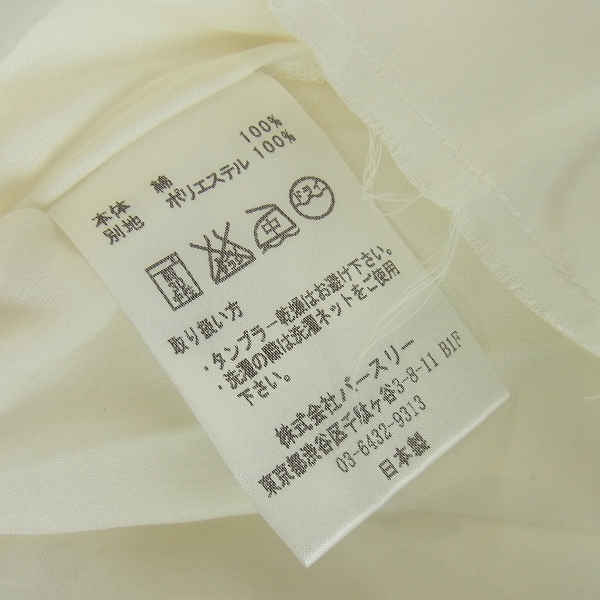 本体 綿 100%
別地 ポリエステル 100%
中 ドライ
取り扱い方
・タンブラー乾燥はお避け下さい。
・洗濯の際は洗濯ネットをご使用
下さい。
株式会社パースリー
東京都渋谷区千駄ヶ谷3-8-11 B1F
03-6432-9313
日本製